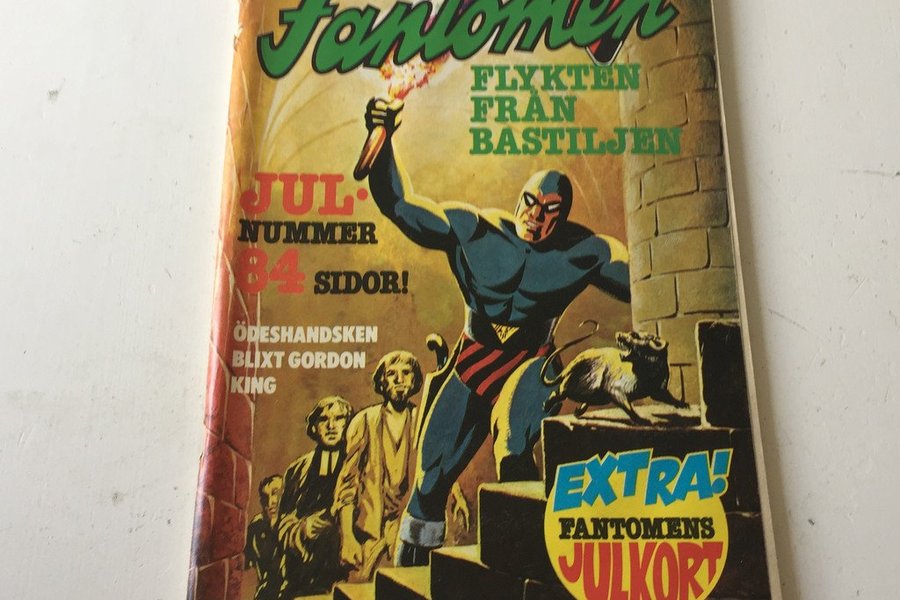 Fantomen
FLYKTEN
FRÅN
BASTILJEN
JUL-
NUMMER
84 SIDOR!
ÖDESHANDSKEN
BLIXT GORDON
KING
EXTRA!
FANTOMENS
JULKORT